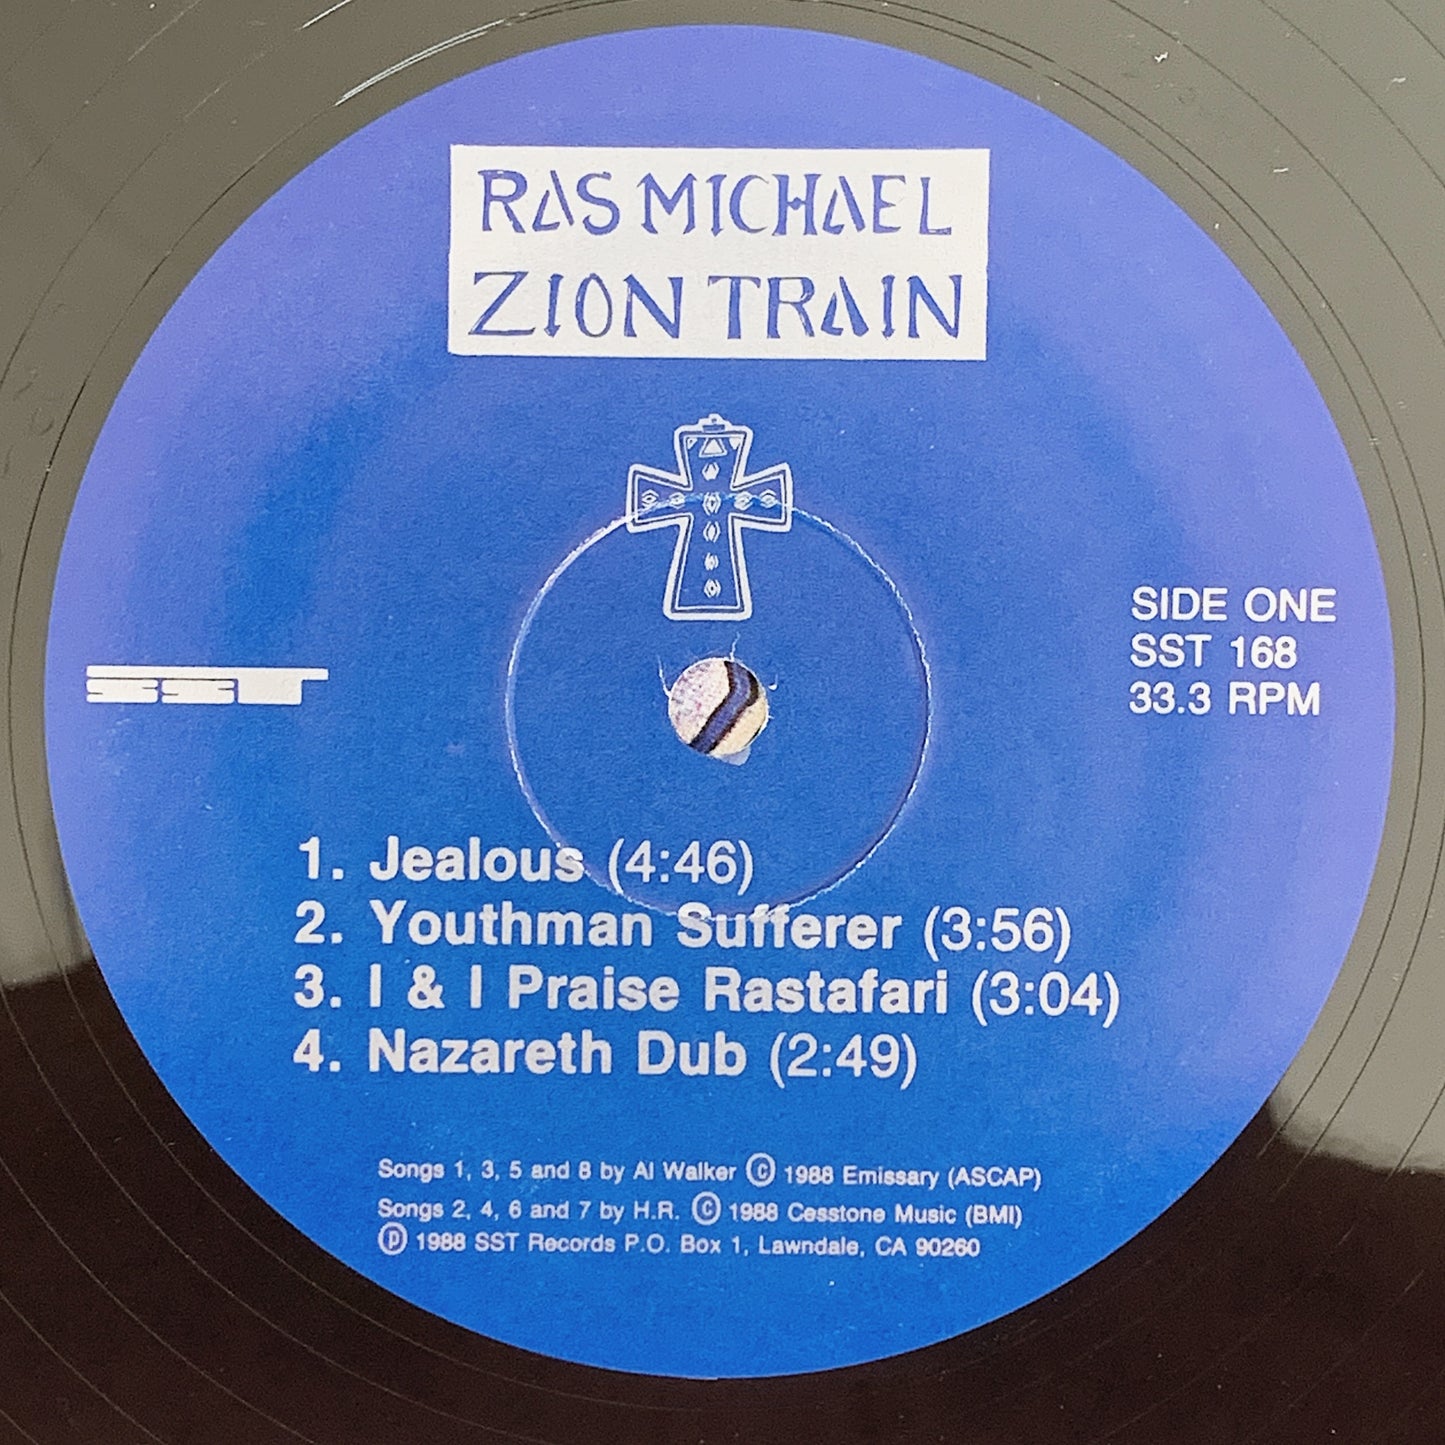 RAS MICHAEL
ZION TRAIN
SIDE ONE
SST 168
33.3 RPM
SST
1. Jealous (4:46)
2. Youthman Sufferer (3:56)
3. I & I Praise Rastafari (3:04)
4. Nazareth Dub (2:49)
Songs 1, 3, 5 and 8 by Al Walker © 1988 Emissary (ASCAP)
Songs 2, 4, 6 and 7 by H.R. © 1988 Cesstone Music (BMI)
℗ 1988 SST Records P.O. Box 1, Lawndale, CA 90260